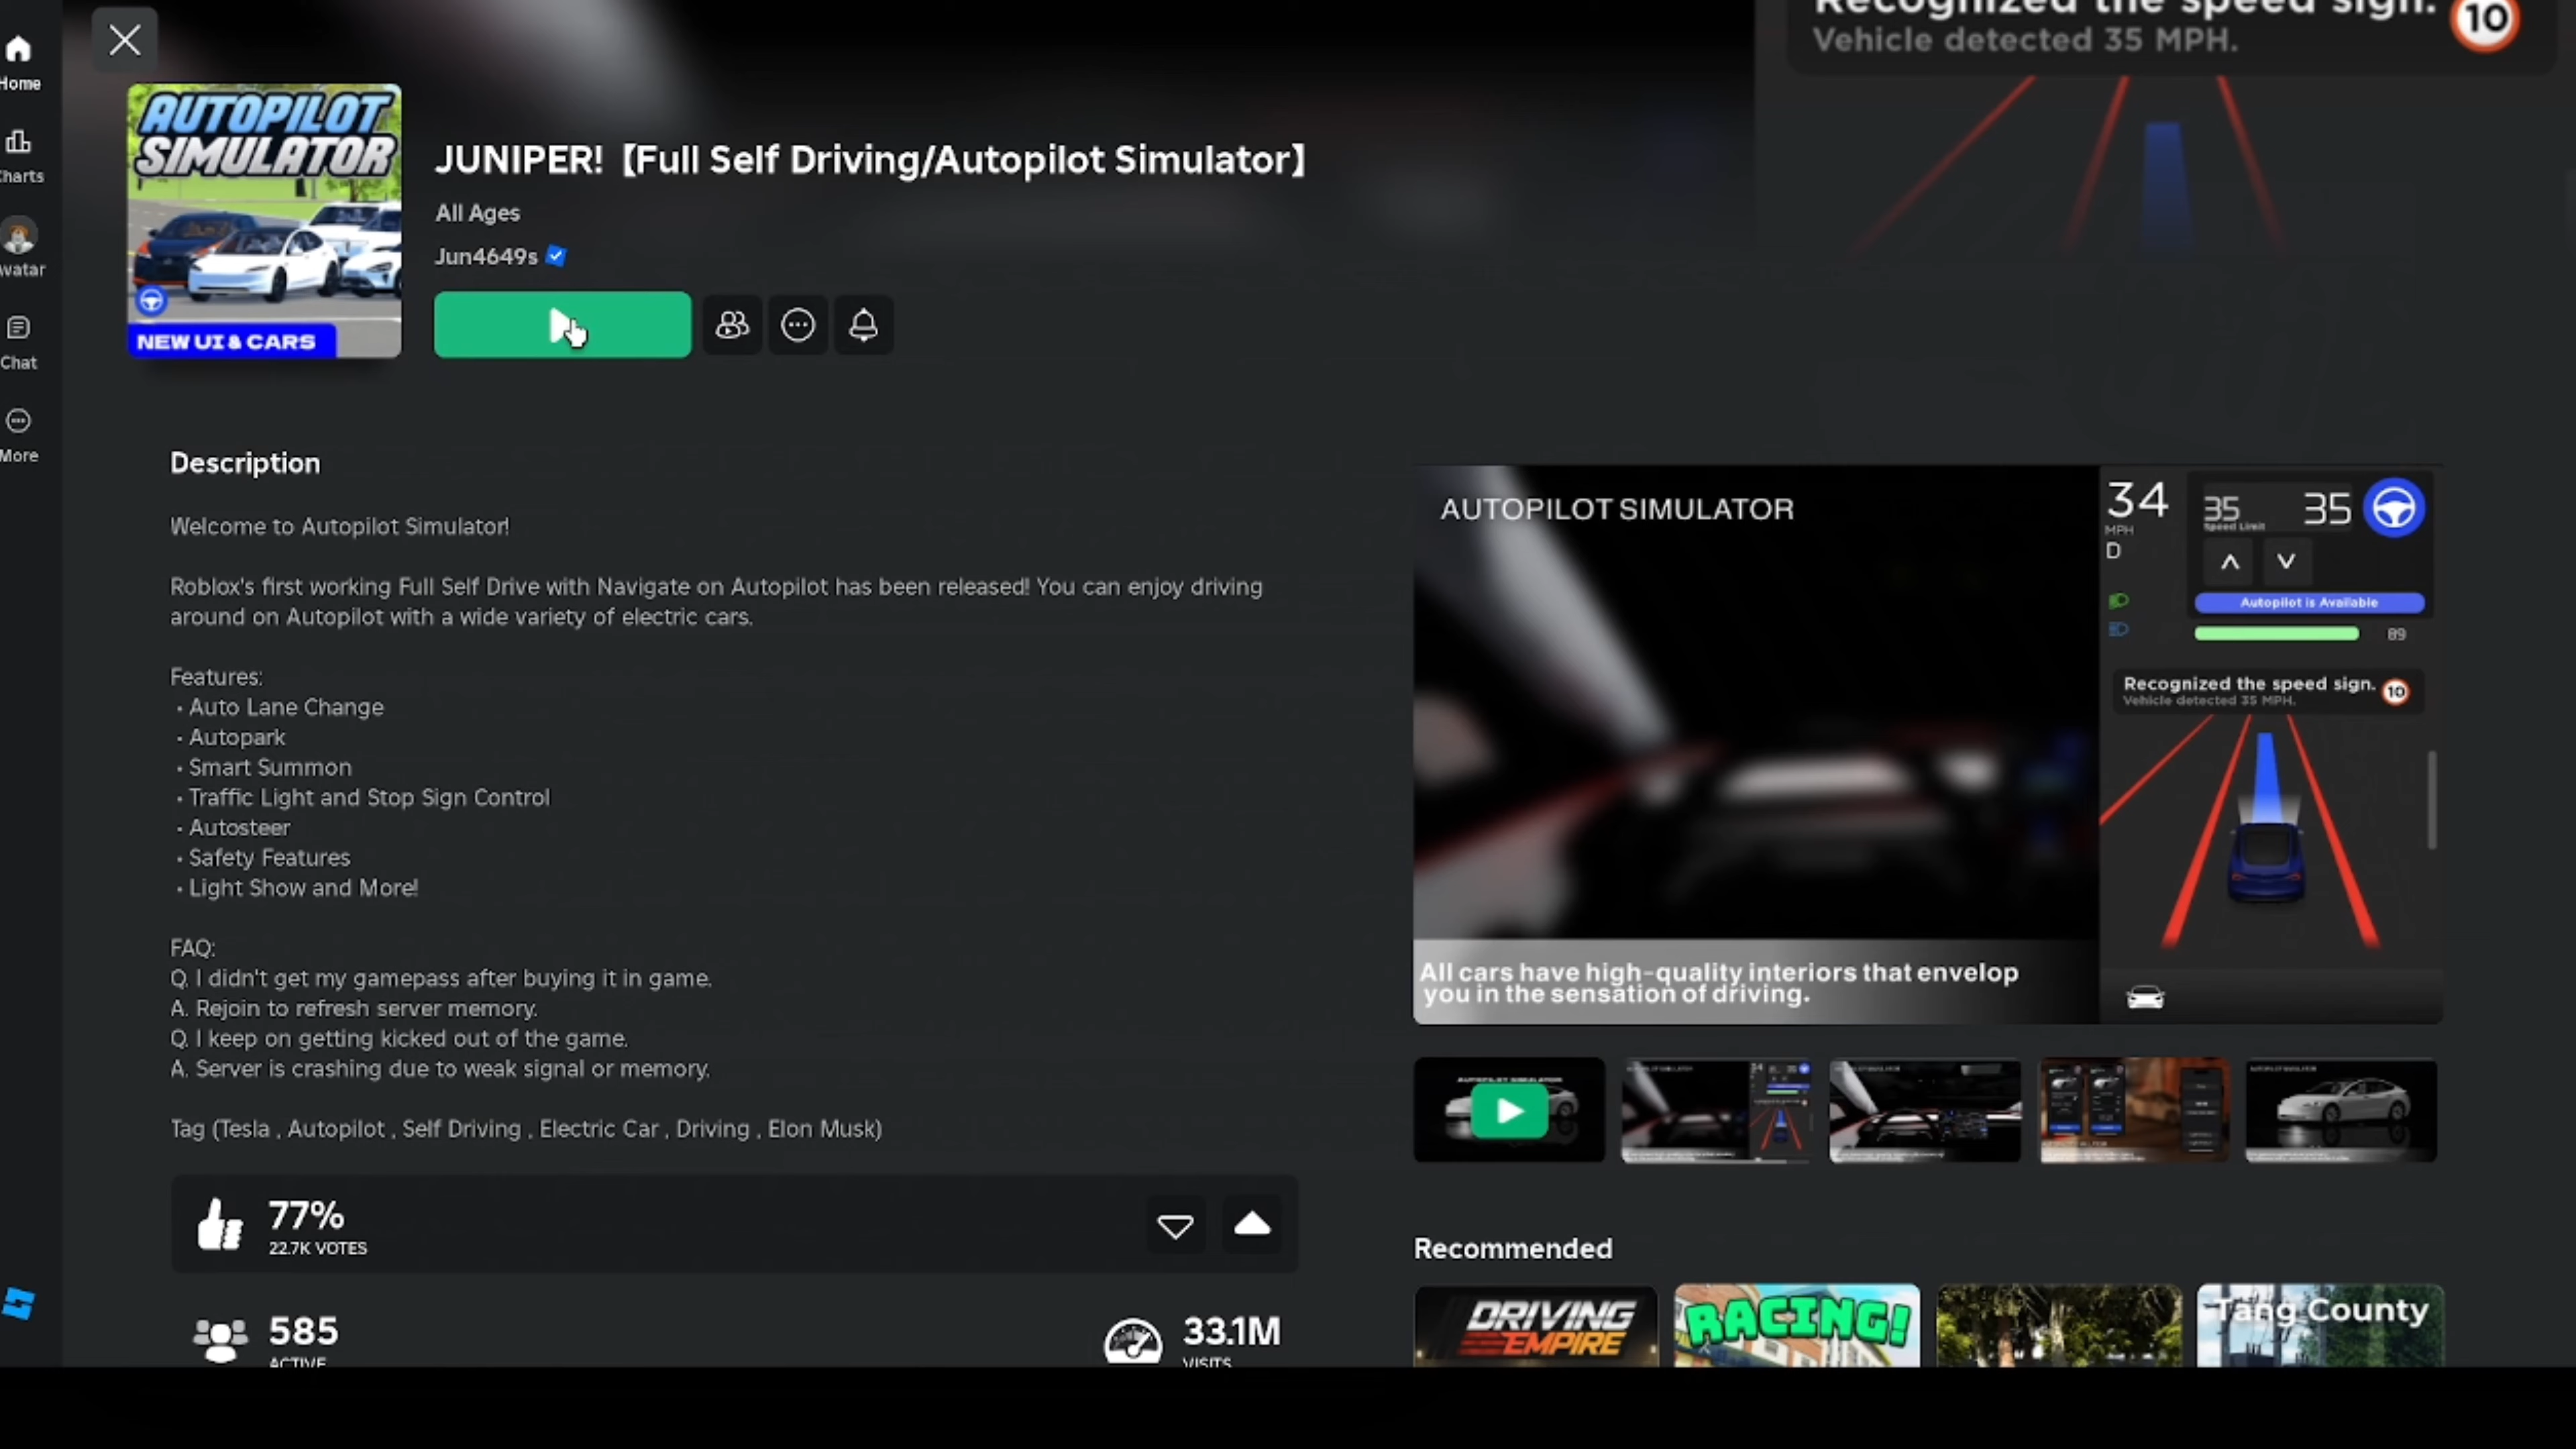 Recognized the speed sign. 10
Vehicle detected 35 MPH.
Home
Charts
Avatar
Chat
More
AUTOPILOT
SIMULATOR
NEW UI & CARS
JUNIPER!【Full Self Driving/Autopilot Simulator】
All Ages
Jun4649s
Description
Welcome to Autopilot Simulator!
Roblox's first working Full Self Drive with Navigate on Autopilot has been released! You can enjoy driving
around on Autopilot with a wide variety of electric cars.
Features:
• Auto Lane Change
• Autopark
• Smart Summon
• Traffic Light and Stop Sign Control
• Autosteer
• Safety Features
• Light Show and More!
FAQ:
Q. I didn't get my gamepass after buying it in game.
A. Rejoin to refresh server memory.
Q. I keep on getting kicked out of the game.
A. Server is crashing due to weak signal or memory.
Tag (Tesla , Autopilot , Self Driving , Electric Car , Driving , Elon Musk)
77%
22.7K VOTES
585
ACTIVE
33.1M
VISITS
AUTOPILOT SIMULATOR
34
MPH
D
35
Speed Limit
35
Autopilot is Available
89
Recognized the speed sign. 10
Vehicle detected 35 MPH.
All cars have high-quality interiors that envelop
you in the sensation of driving.
AUTOPILOT SIMULATOR
Recommended
DRIVING
EMPIRE
RACING!
Tang County